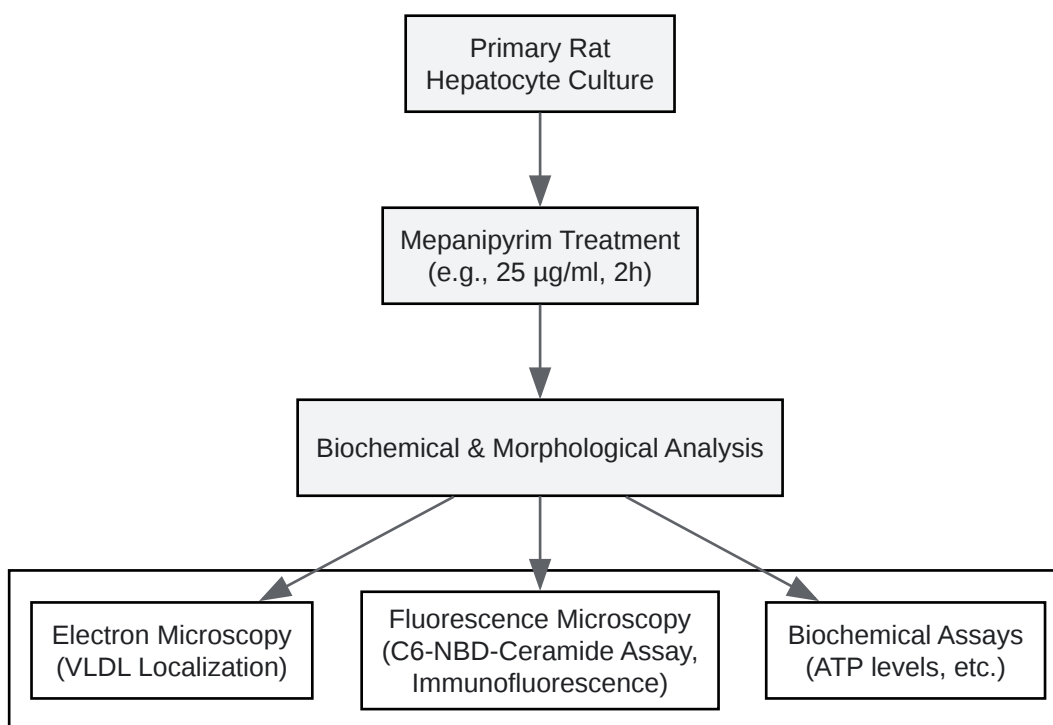 Primary Rat
Hepatocyte Culture
Mepanipyrim Treatment
(e.g., 25 µg/ml, 2h)
Biochemical & Morphological Analysis
Electron Microscopy
(VLDL Localization)
Fluorescence Microscopy
(C6-NBD-Ceramide Assay,
Immunofluorescence)
Biochemical Assays
(ATP levels, etc.)